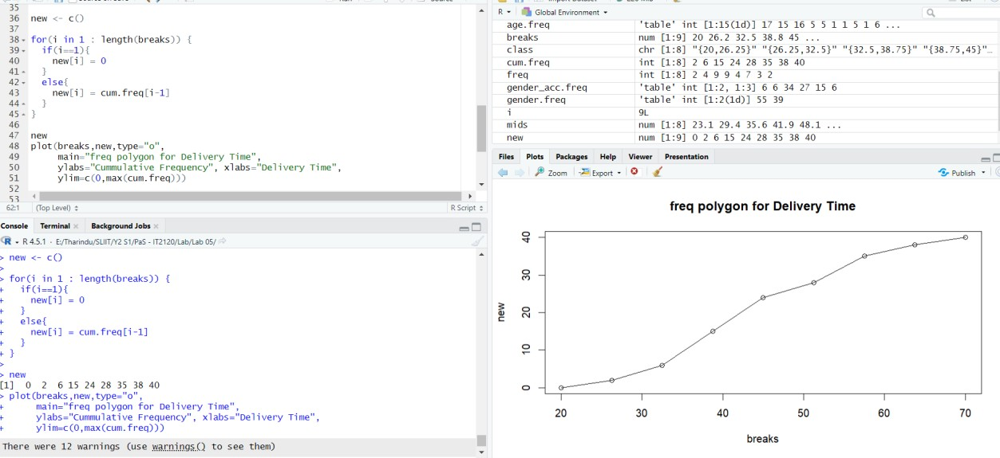 35
36 new <- c()
37
38 for(i in 1 : length(breaks)) {
39 if(i==1){
40 new[i] = 0
41 }
42 else{
43 new[i] = cum.freq[i-1]
44 }
45 }
46
47 new
48 plot(breaks,new,type="o",
49 main="freq polygon for Delivery Time",
50 ylabs="Cummulative Frequency", xlabs="Delivery Time",
51 ylim=c(0,max(cum.freq)))
52
53
62:1 (Top Level) R Script
Console Terminal Background Jobs
R R 4.5.1 · E:/Tharindu/SLIIT/Y2 S1/PaS - IT2120/Lab/Lab 05/
> new <- c()
>
> for(i in 1 : length(breaks)) {
+ if(i==1){
+ new[i] = 0
+ }
+ else{
+ new[i] = cum.freq[i-1]
+ }
+ }
>
> new
[1] 0 2 6 15 24 28 35 38 40
> plot(breaks,new,type="o",
+ main="freq polygon for Delivery Time",
+ ylabs="Cummulative Frequency", xlabs="Delivery Time",
+ ylim=c(0,max(cum.freq)))
There were 12 warnings (use warnings() to see them)
R Global Environment
age.freq 'table' int [1:15(1d)] 17 15 16 5 5 1 1 5 1 6 ...
breaks num [1:9] 20 26.2 32.5 38.8 45 ...
class chr [1:8] "{20,26.25}" "{26.25,32.5}" "{32.5,38.75}" "{38.75,45}"…
cum.freq int [1:8] 2 6 15 24 28 35 38 40
freq int [1:8] 2 4 9 9 4 7 3 2
gender_acc.freq 'table' int [1:2, 1:3] 6 6 34 27 15 6
gender.freq 'table' int [1:2(1d)] 55 39
i 9L
mids num [1:8] 23.1 29.4 35.6 41.9 48.1 ...
new num [1:9] 0 2 6 15 24 28 35 38 40
Files Plots Packages Help Viewer Presentation
Zoom Export Publish
freq polygon for Delivery Time
new
40
30
20
10
0
20 30 40 50 60 70
breaks